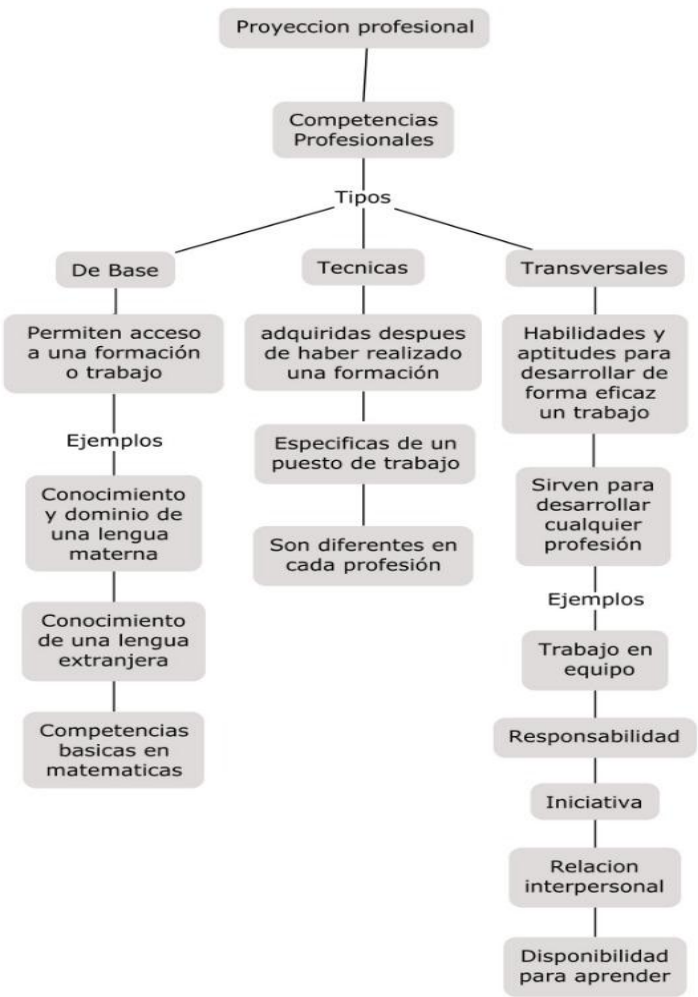 Proyeccion profesional
Competencias
Profesionales
Tipos
De Base
Permiten acceso
a una formación
o trabajo
Ejemplos
Conocimiento
y dominio de
una lengua
materna
Conocimiento
de una lengua
extranjera
Competencias
basicas en
matematicas
Tecnicas
adquiridas despues
de haber realizado
una formación
Especificas de un
puesto de trabajo
Son diferentes en
cada profesión
Transversales
Habilidades y
aptitudes para
desarrollar de
forma eficaz
un trabajo
Sirven para
desarrollar
cualquier
profesión
Ejemplos
Trabajo en
equipo
Responsabilidad
Iniciativa
Relacion
interpersonal
Disponibilidad
para aprender